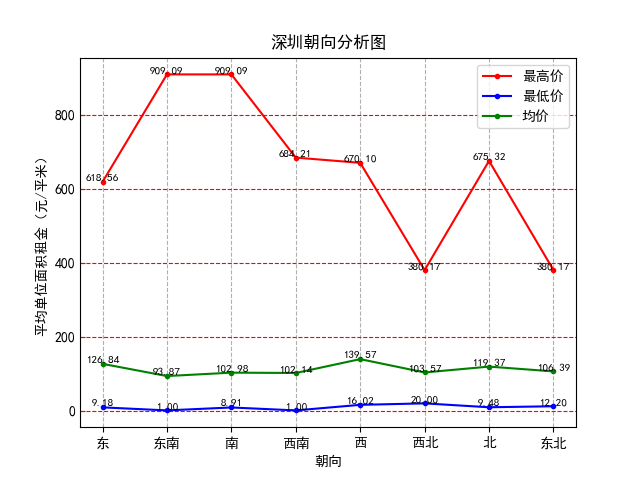 深圳朝向分析图
最高价
最低价
均价
平均单位面积租金（元/平米）
800
600
400
200
0
618.56
909.09
909.09
684.21
670.10
380.17
675.32
380.17
126.84
93.87
102.98
102.14
139.57
103.57
119.37
106.39
9.18
1.00
8.91
1.00
16.02
20.00
9.48
12.20
东
东南
南
西南
西
西北
北
东北
朝向